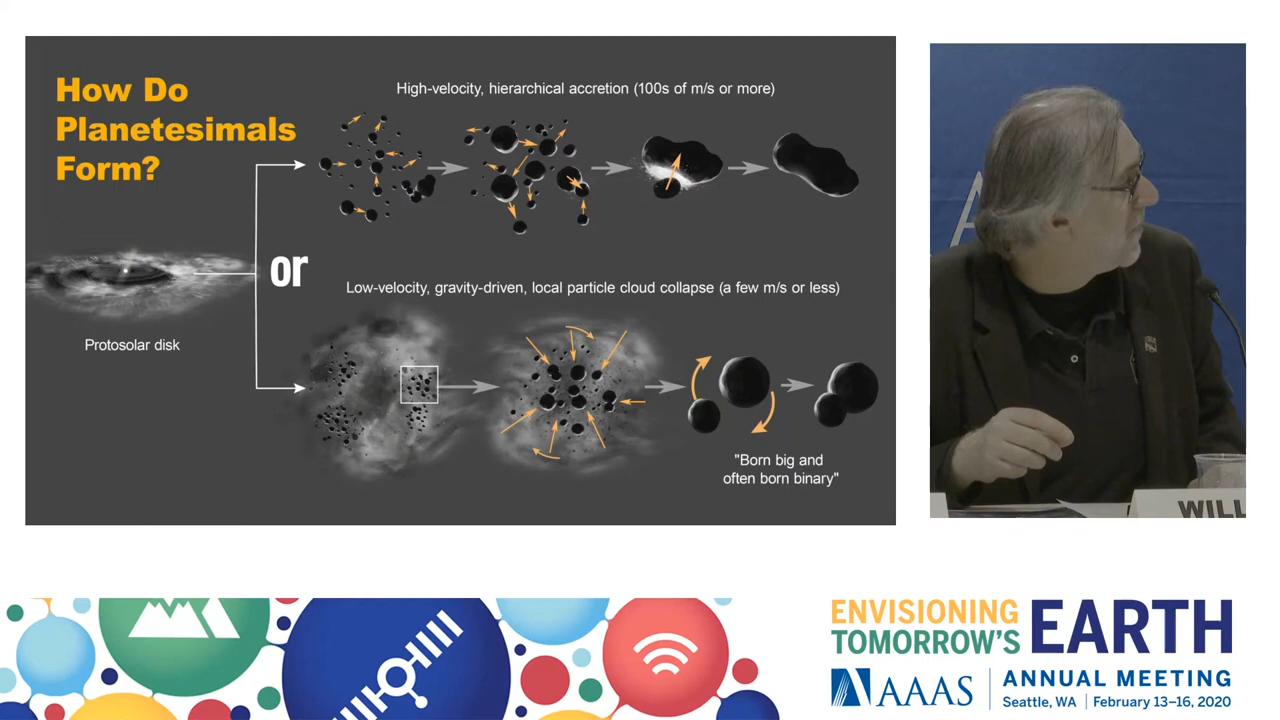 How Do
Planetesimals
Form?
High-velocity, hierarchical accretion (100s of m/s or more)
or
Low-velocity, gravity-driven, local particle cloud collapse (a few m/s or less)
Protosolar disk
"Born big and
often born binary"
WILL
ENVISIONING
TOMORROW'S
EARTH
AAAS
ANNUAL MEETING
Seattle, WA | February 13–16, 2020